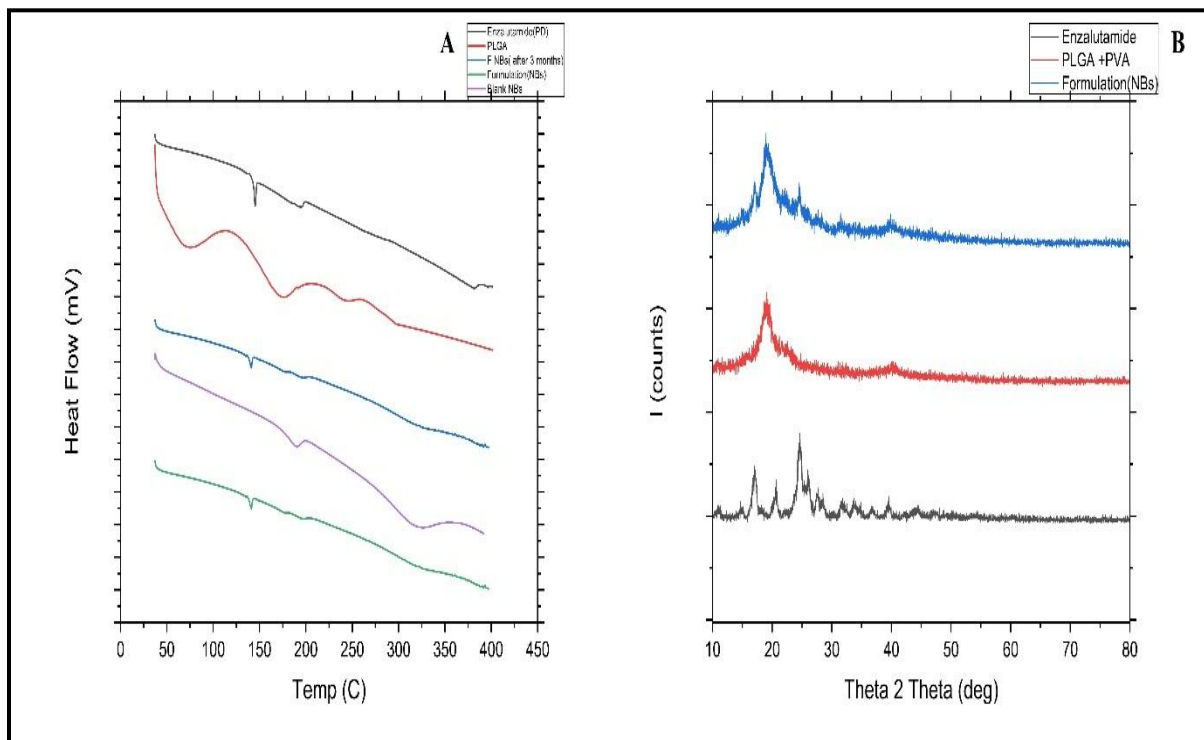 A
Enzalutamide(PD)
PLGA
F NBs( after 3 months)
Formulation(NBs)
Blank NBs
Heat Flow (mV)
0 50 100 150 200 250 300 350 400 450
Temp (C)
B
Enzalutamide
PLGA +PVA
Formulation(NBs)
I (counts)
10 20 30 40 50 60 70 80
Theta 2 Theta (deg)